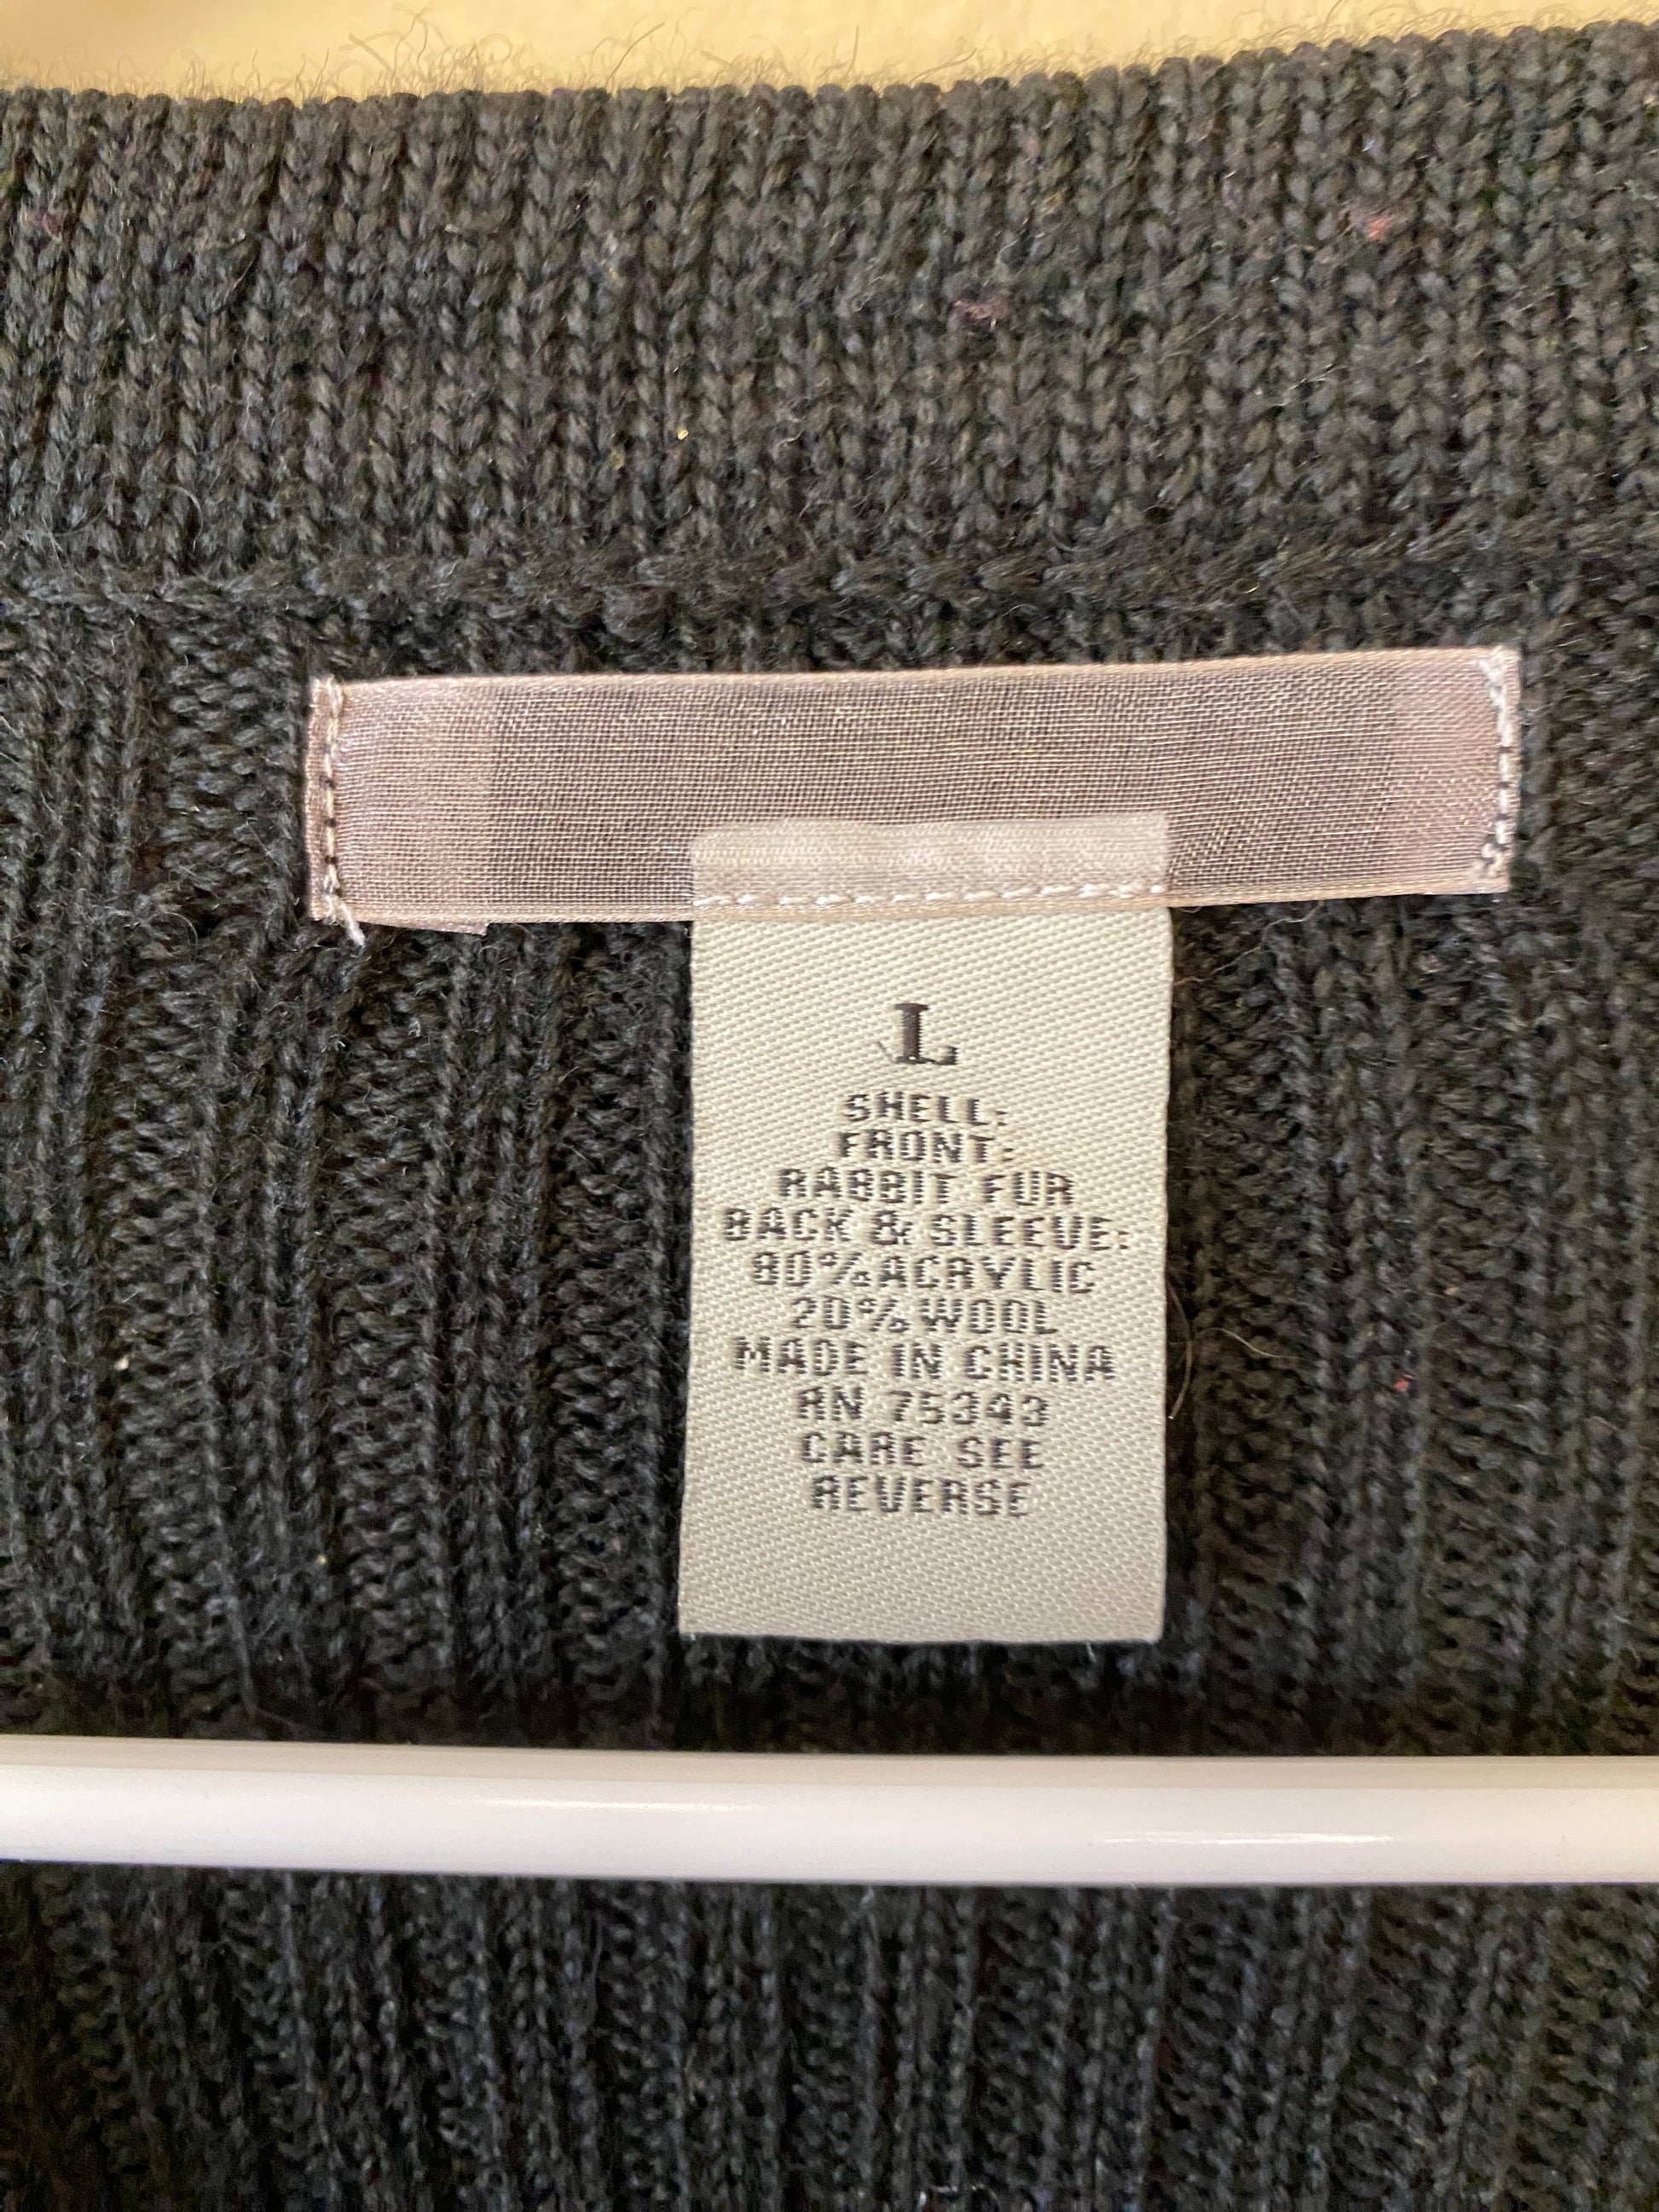 L
SHELL:
FRONT:
RABBIT FUR
BACK & SLEEVE:
80%ACRYLIC
20%WOOL
MADE IN CHINA
RN 75343
CARE SEE
REVERSE